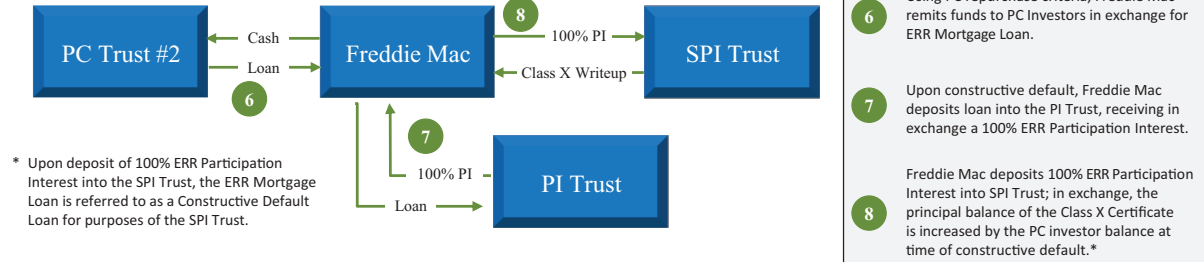 8
PC Trust #2
Cash
Loan
Freddie Mac
100% PI
Class X Writeup
SPI Trust
6
7
100% PI
Loan
PI Trust
* Upon deposit of 100% ERR Participation
Interest into the SPI Trust, the ERR Mortgage
Loan is referred to as a Constructive Default
Loan for purposes of the SPI Trust.
6
remits funds to PC Investors in exchange for
ERR Mortgage Loan.
7
Upon constructive default, Freddie Mac
deposits loan into the PI Trust, receiving in
exchange a 100% ERR Participation Interest.
8
Freddie Mac deposits 100% ERR Participation
Interest into SPI Trust; in exchange, the
principal balance of the Class X Certificate
is increased by the PC investor balance at
time of constructive default.*